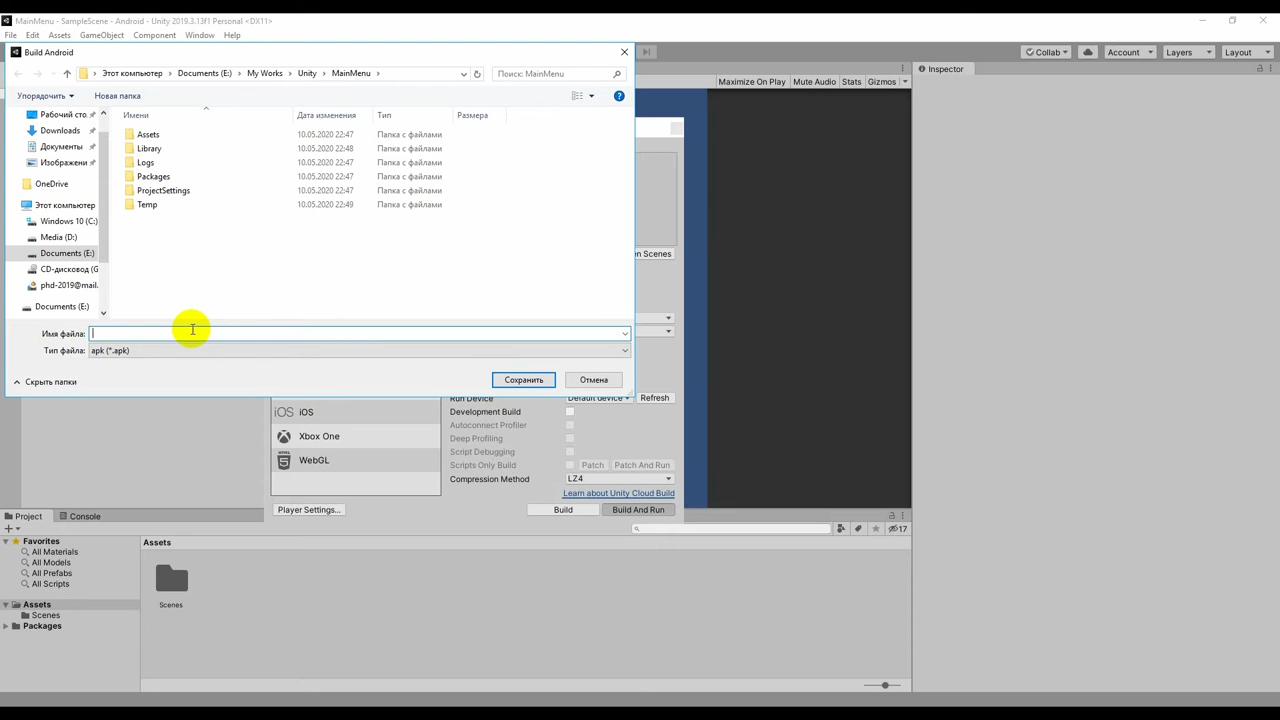 MainMenu - SampleScene - Android - Unity 2019.3.13f1 Personal <DX11>
File Edit Assets GameObject Component Window Help
Build Android
Collab Account Layers Layout
Этот компьютер Documents (E:) My Works Unity MainMenu
Поиск: MainMenu
Inspector
Maximize On Play Mute Audio Stats Gizmos
Упорядочить Новая папка
Имени Дата изменения Тип Размера
Рабочий сто.
Downloads
Документы
Изображени
OneDrive
Этот компьютер
Windows 10 (C:)
Media (D:)
Documents (E:)
CD-дисковод (G
phd-2019@mail.
Documents (E:)
Assets 10.05.2020 22:47 Папка с файлами
Library 10.05.2020 22:48 Папка с файлами
Logs 10.05.2020 22:47 Папка с файлами
Packages 10.05.2020 22:47 Папка с файлами
ProjectSettings 10.05.2020 22:47 Папка с файлами
Temp 10.05.2020 22:49 Папка с файлами
en Scenes
Имя файла:
Тип файла: apk (*.apk)
Скрыть папки Сохранить Отмена
Run Device Default device Refresh
iOS iOS
Xbox One
WebGL
Development Build
Autoconnect Profiler
Deep Profiling
Script Debugging
Scripts Only Build Patch Patch And Run
Compression Method LZ4
Learn about Unity Cloud Build
Player Settings... Build Build And Run
Project Console
17
Favorites
All Materials
All Models
All Prefabs
All Scripts
Assets
Scenes
Packages
Assets
Scenes